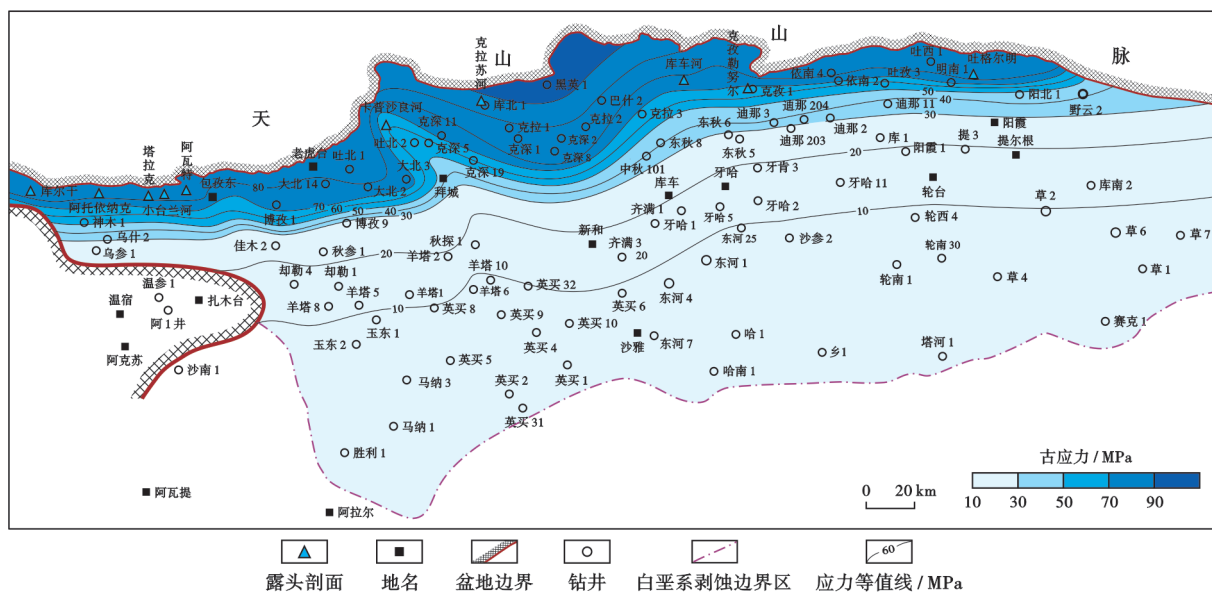 天
山
山
脉
克拉苏河
克孜勒努尔
塔拉克
阿瓦特
库车河
黑英1
库北1
巴什2
克孜1
依南4
依南2
吐西1
吐孜3
明南1
吐格尔明
阳北1
野云2
卡普沙良河
克深11
克拉1
克拉2
克拉3
克深2
克深1
克深8
吐北2
克深5
克深19
东秋6
东秋8
东秋5
中秋101
迪那3
迪那204
迪那203
迪那2
迪那11
50
40
30
阳霞
提尔根
提3
库1
阳霞1
20
老虎台
吐北1
大北3
大北14
大北2
拜城
包孜东
80
70
60
50
40
30
库尔干
阿托依纳克
小台兰河
神木1
乌什2
乌参1
博孜1
博孜9
佳木2
秋参1
20
秋探1
羊塔2
新和
库车
牙哈
牙肯3
牙哈11
轮台
库南2
齐满1
牙哈5
牙哈2
牙哈1
齐满3
20
东河25
沙参2
东河1
10
轮西4
轮南30
轮南1
草2
草6
草7
草4
草1
赛克1
温参1
温宿
扎木台
阿1井
阿克苏
沙南1
却勒4
却勒1
羊塔10
羊塔6
羊塔5
羊塔1
羊塔8
10
英买32
英买8
英买9
英买10
英买6
英买4
英买5
英买1
英买2
英买31
玉东1
玉东2
东河4
沙雅
东河7
哈1
哈南1
乡1
塔河1
马纳3
马纳1
胜利1
阿瓦提
阿拉尔
0 20 km
古应力/MPa
10 30 50 70 90
60
露头剖面
地名
盆地边界
钻井
白垩系剥蚀边界区
应力等值线/MPa